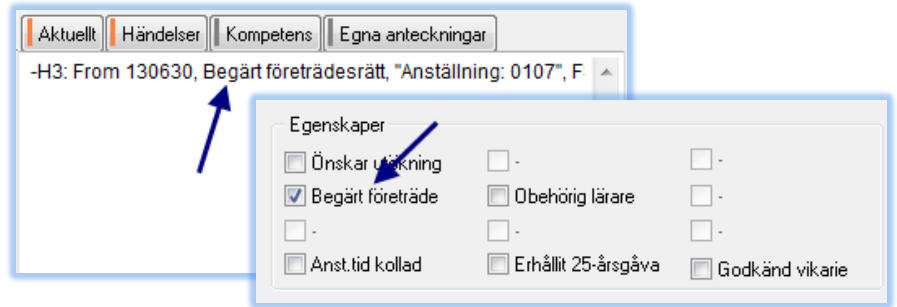 Aktuellt Händelser Kompetens Egna anteckningar
-H3: From 130630, Begärt företrädesrätt, "Anställning: 0107", F
Egenskaper
Önskar utökning - -
Begärt företräde Obehörig lärare -
- - -
Anst.tid kollad Erhållit 25-årsgåva Godkänd vikarie